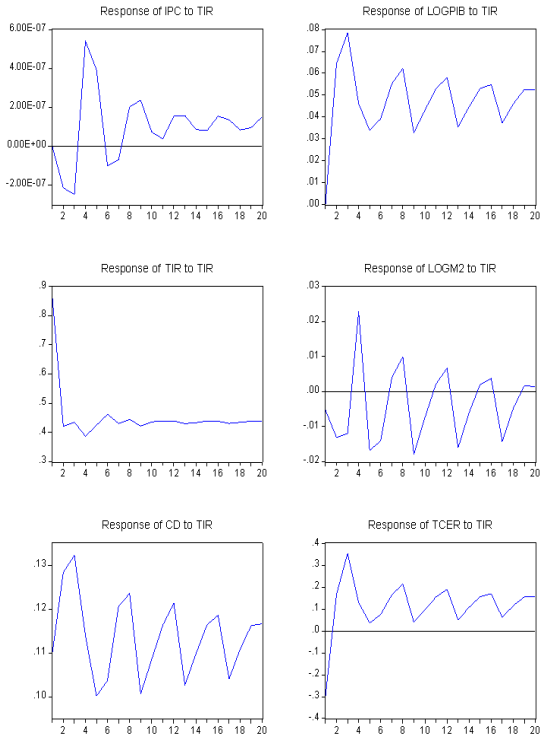 Response of IPC to TIR
6.00E-07
4.00E-07
2.00E-07
0.00E+00
-2.00E-07
2 4 6 8 10 12 14 16 18 20
Response of LOGPIB to TIR
.08
.07
.06
.05
.04
.03
.02
.01
.00
2 4 6 8 10 12 14 16 18 20
Response of TIR to TIR
.9
.8
.7
.6
.5
.4
.3
2 4 6 8 10 12 14 16 18 20
Response of LOGM2 to TIR
.03
.02
.01
.00
-.01
-.02
2 4 6 8 10 12 14 16 18 20
Response of CD to TIR
.13
.12
.11
.10
2 4 6 8 10 12 14 16 18 20
Response of TCER to TIR
.4
.3
.2
.1
.0
-.1
-.2
-.3
-.4
2 4 6 8 10 12 14 16 18 20